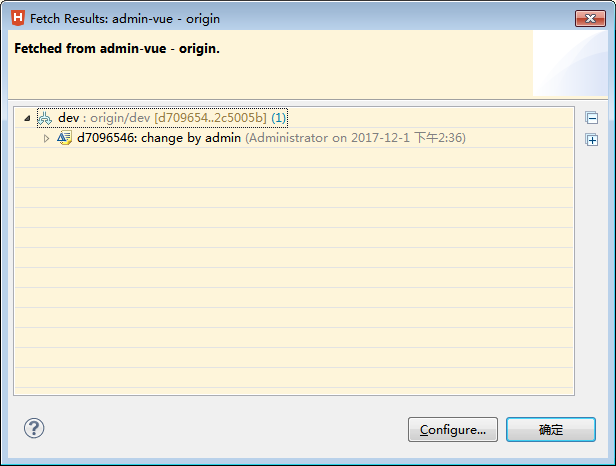 Fetch Results: admin-vue - origin
Fetched from admin-vue - origin.
dev : origin/dev [d709654..2c5005b] (1)
d7096546: change by admin (Administrator on 2017-12-1 下午2:36)
Configure...
确定